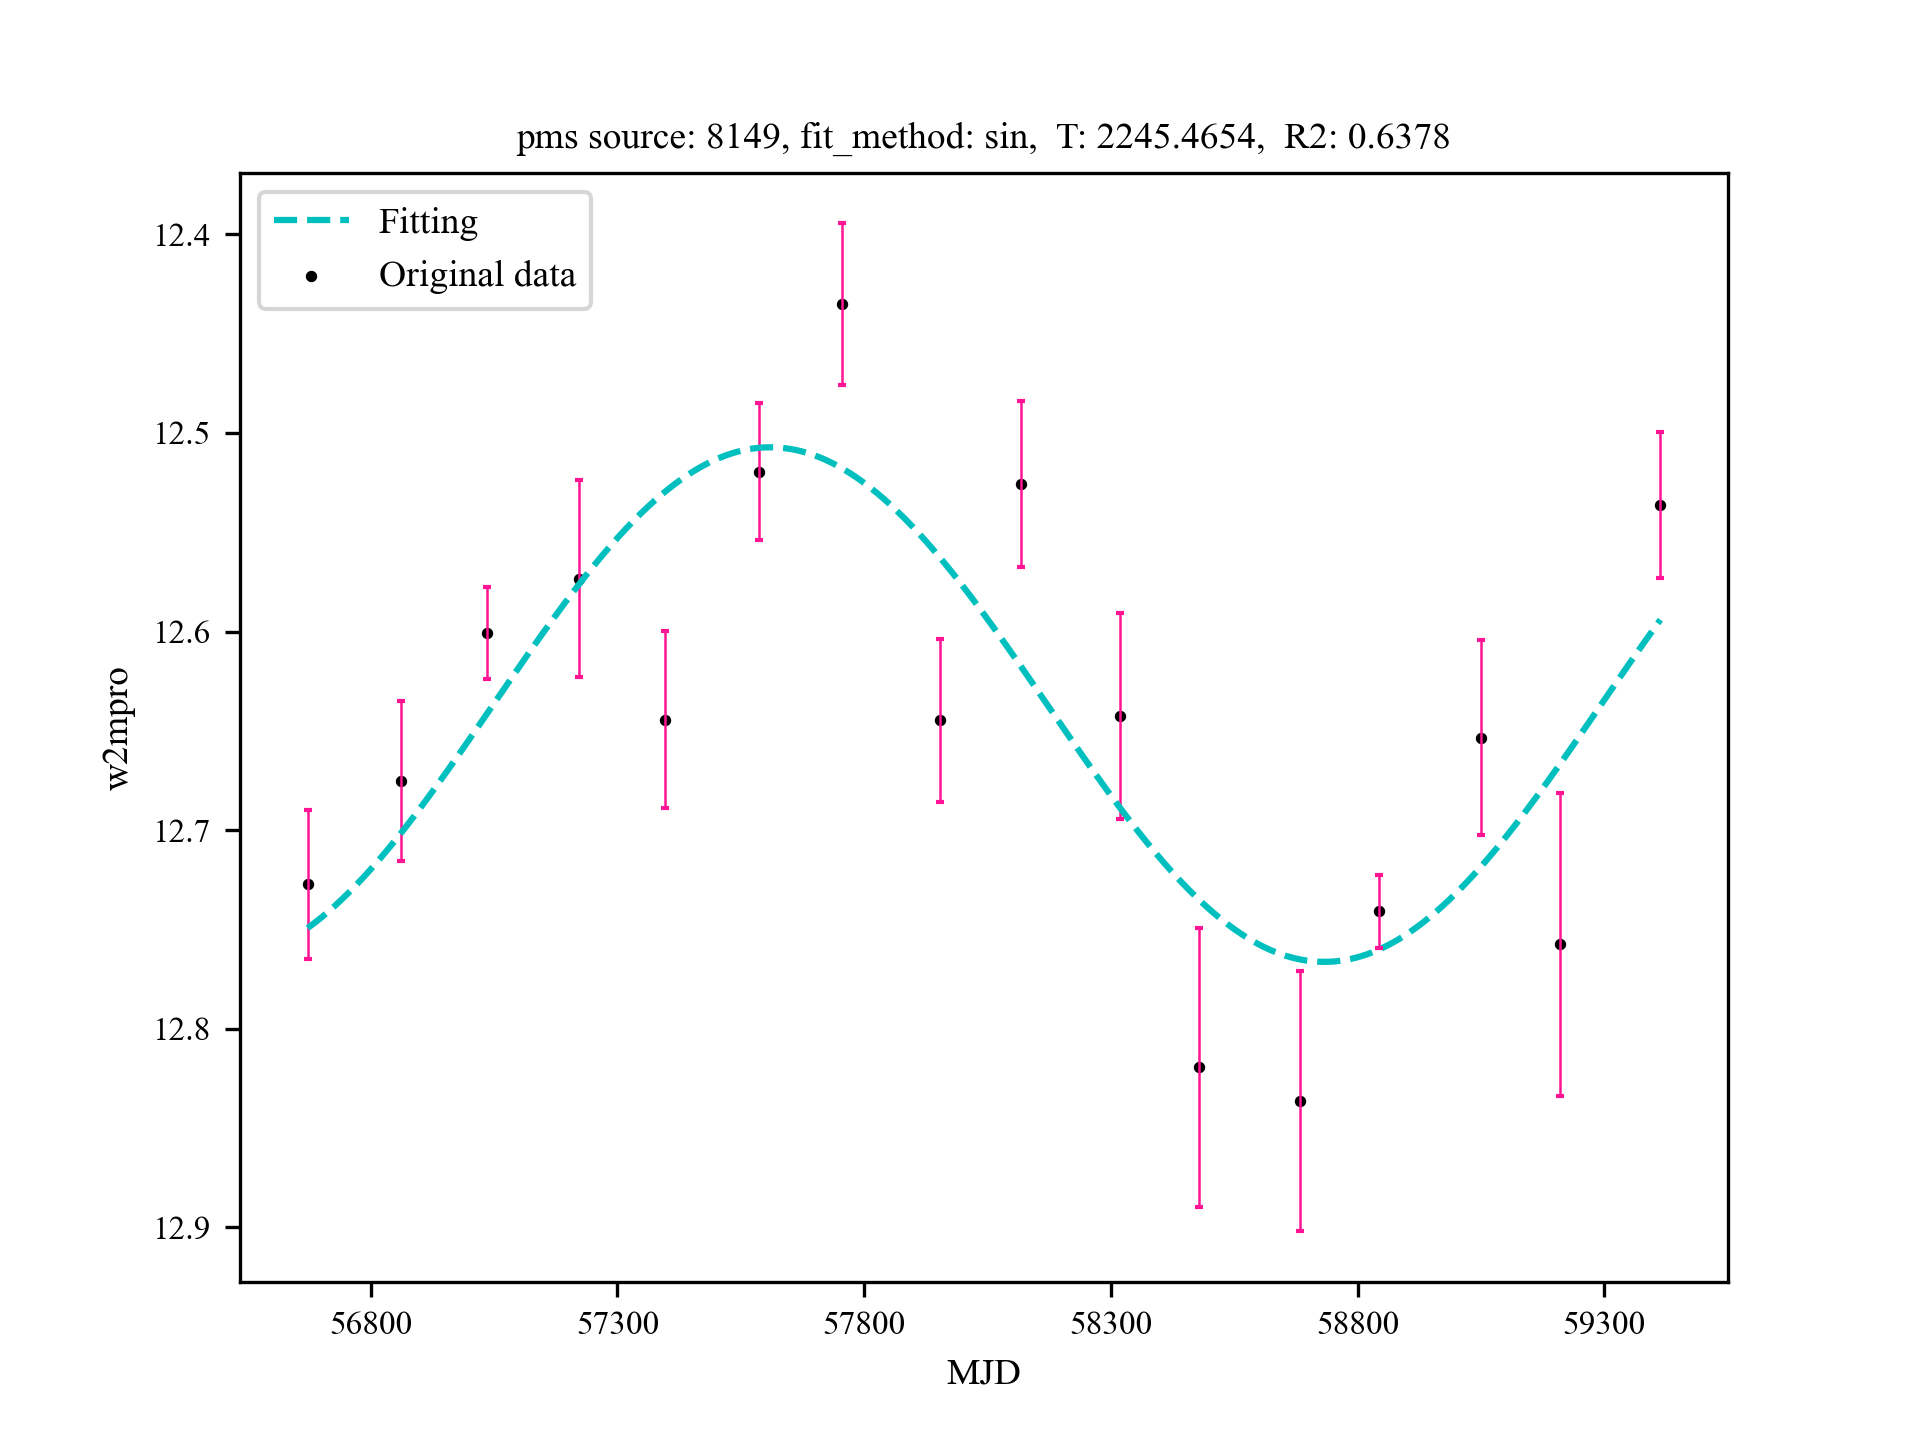 pms source: 8149, fit_method: sin,  T: 2245.4654,  R2: 0.6378
Fitting
Original data
12.4
12.5
12.6
12.7
12.8
12.9
w2mpro
56800
57300
57800
58300
58800
59300
MJD